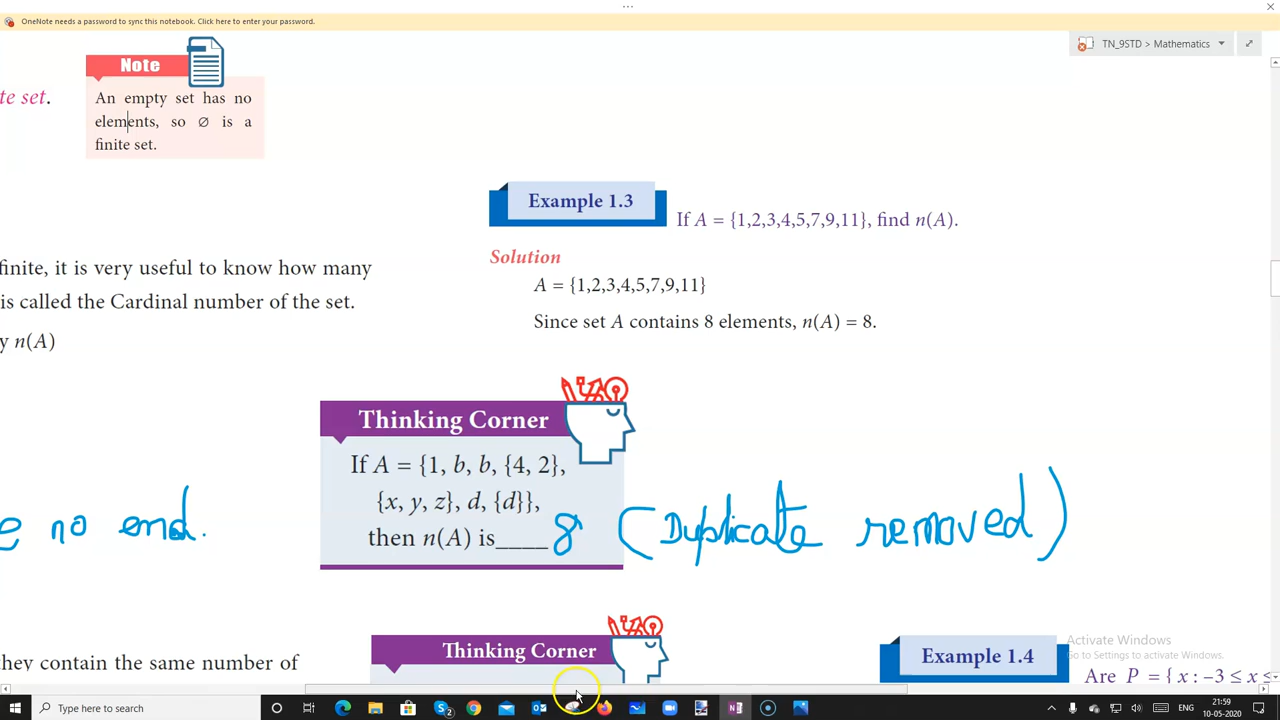 OneNote needs a password to sync this notebook. Click here to enter your password.
TN_9STD > Mathematics
Note
te set.
An empty set has no
elements, so ∅ is a
finite set.
Example 1.3
If A = {1,2,3,4,5,7,9,11}, find n(A).
Solution
A = {1,2,3,4,5,7,9,11}
Since set A contains 8 elements, n(A) = 8.
finite, it is very useful to know how many
is called the Cardinal number of the set.
y n(A)
Thinking Corner
If A = {1, b, b, {4, 2},
{x, y, z}, d, {d}},
then n(A) is____ 8 (Duplicate removed)
e no end.
they contain the same number of
Thinking Corner
Example 1.4
Are P = { x : −3 ≤ x ≤
Activate Windows
Go to Settings to activate Windows.
Type here to search
ENG
21:59
10-05-2020